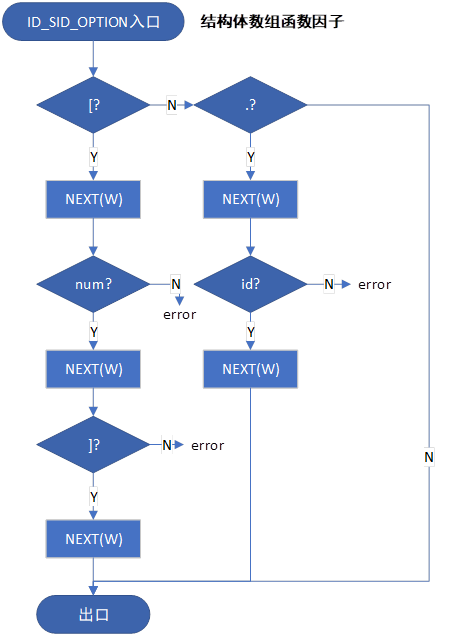 ID_SID_OPTION入口
结构体数组函数因子
[?
N
.?
Y
Y
NEXT(W)
NEXT(W)
num?
N
error
id?
N
error
Y
Y
NEXT(W)
NEXT(W)
]?
N
error
N
Y
NEXT(W)
出口